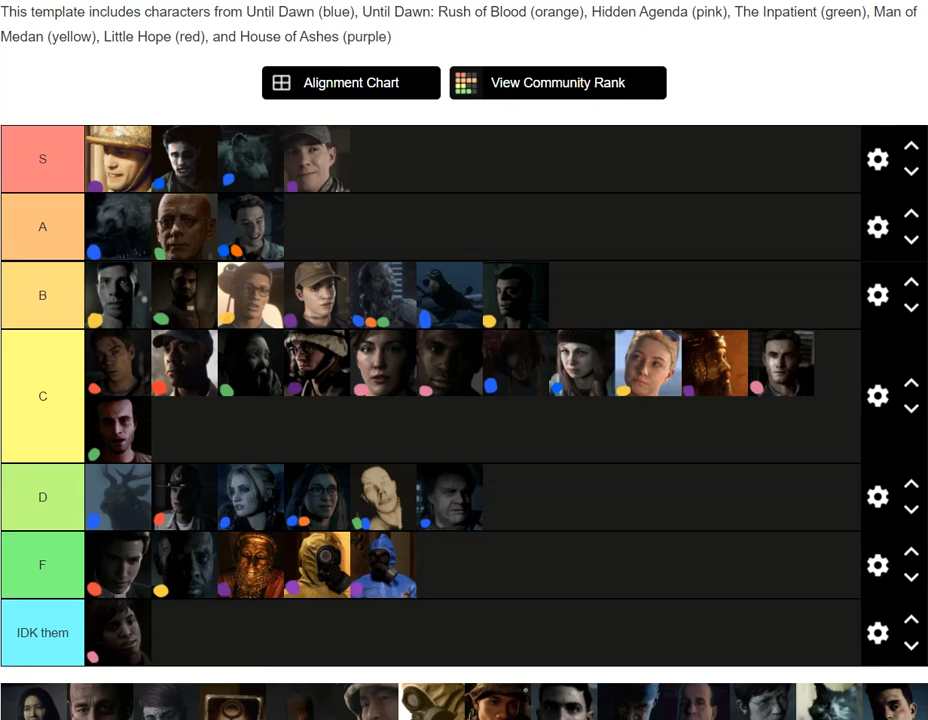 This template includes characters from Until Dawn (blue), Until Dawn: Rush of Blood (orange), Hidden Agenda (pink), The Inpatient (green), Man of
Medan (yellow), Little Hope (red), and House of Ashes (purple)
Alignment Chart
View Community Rank
S
A
B
C
D
F
IDK them